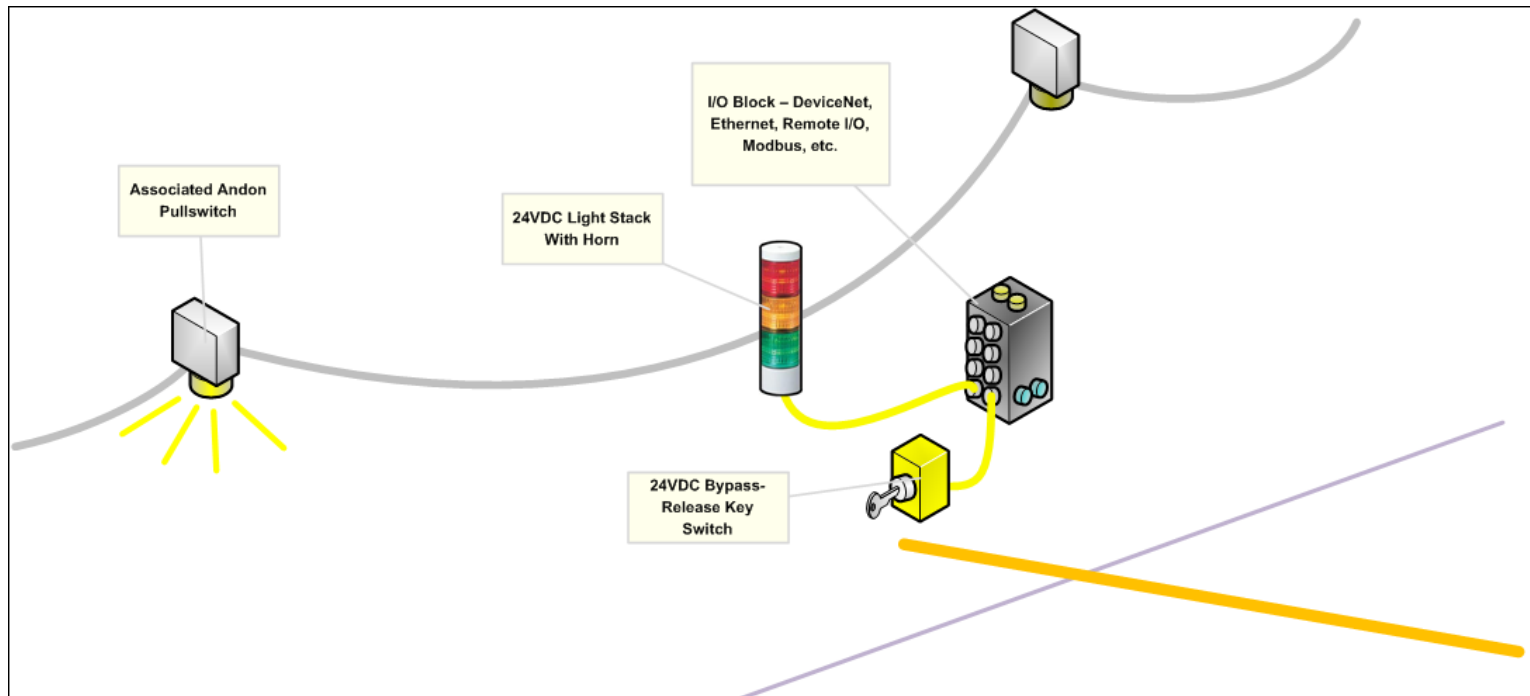 I/O Block – DeviceNet,
Ethernet, Remote I/O,
Modbus, etc.
Associated Andon
Pullswitch
24VDC Light Stack
With Horn
24VDC Bypass-
Release Key
Switch